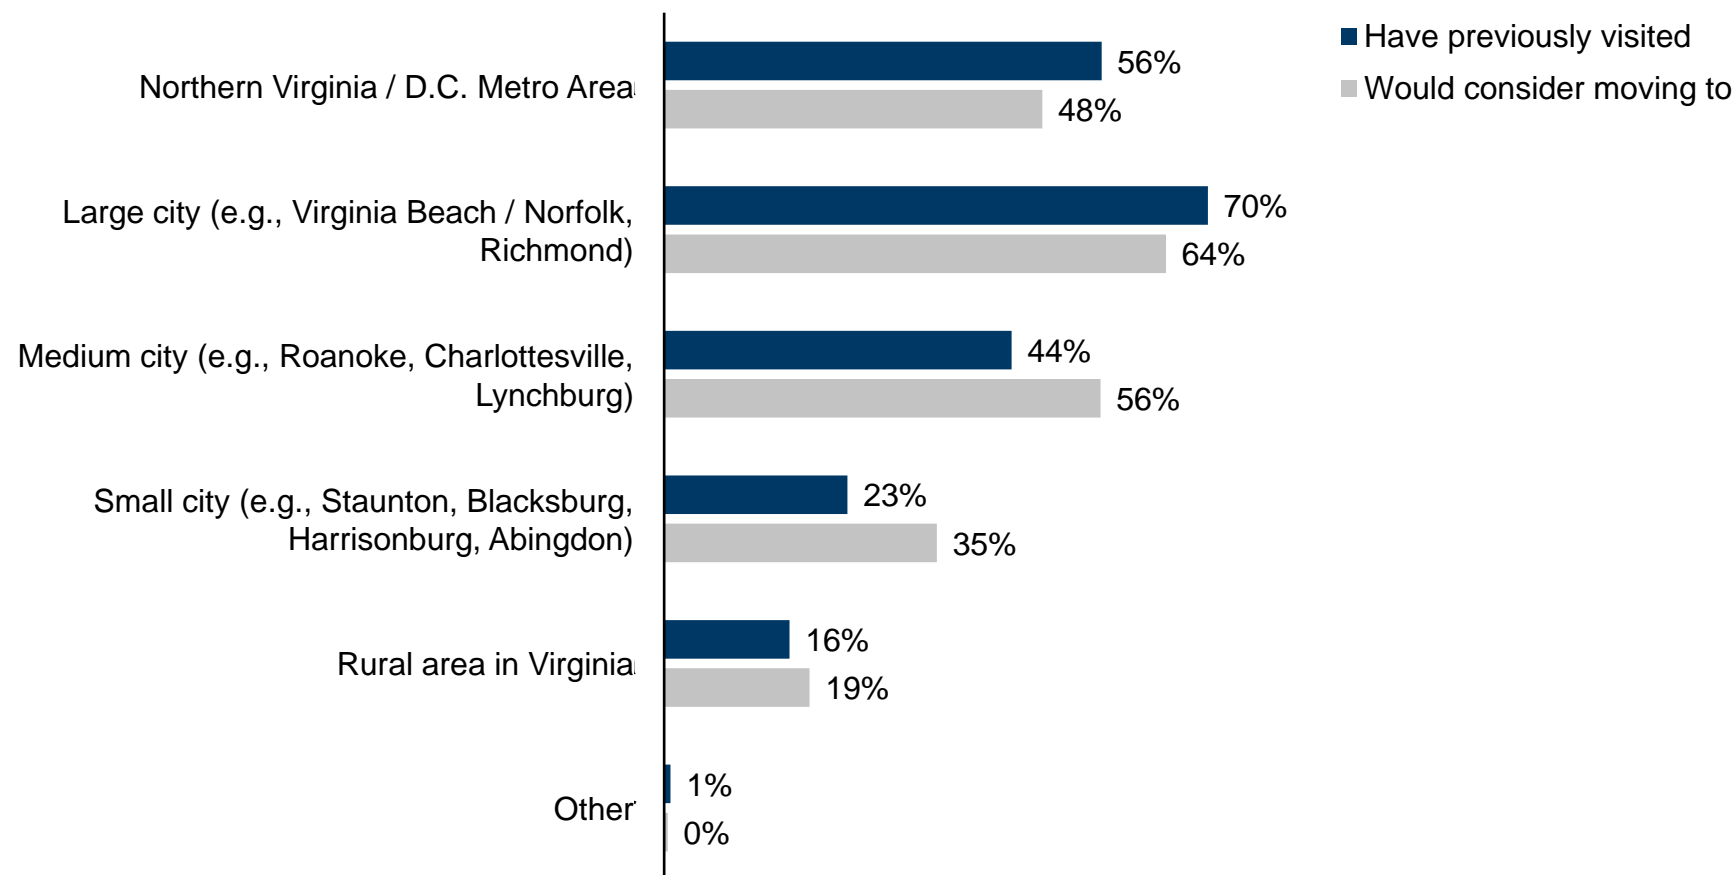 Have previously visited
Would consider moving to
Northern Virginia / D.C. Metro Area
56%
48%
Large city (e.g., Virginia Beach / Norfolk,
Richmond)
70%
64%
Medium city (e.g., Roanoke, Charlottesville,
Lynchburg)
44%
56%
Small city (e.g., Staunton, Blacksburg,
Harrisonburg, Abingdon)
23%
35%
Rural area in Virginia
16%
19%
Other
1%
0%